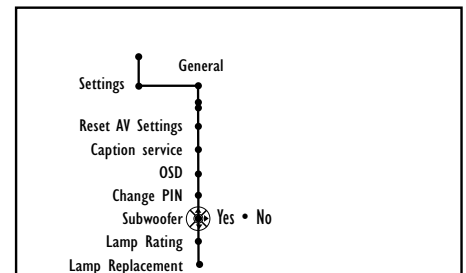 General
Settings
Reset AV Settings
Caption service
OSD
Change PIN
Subwoofer Yes • No
Lamp Rating
Lamp Replacement